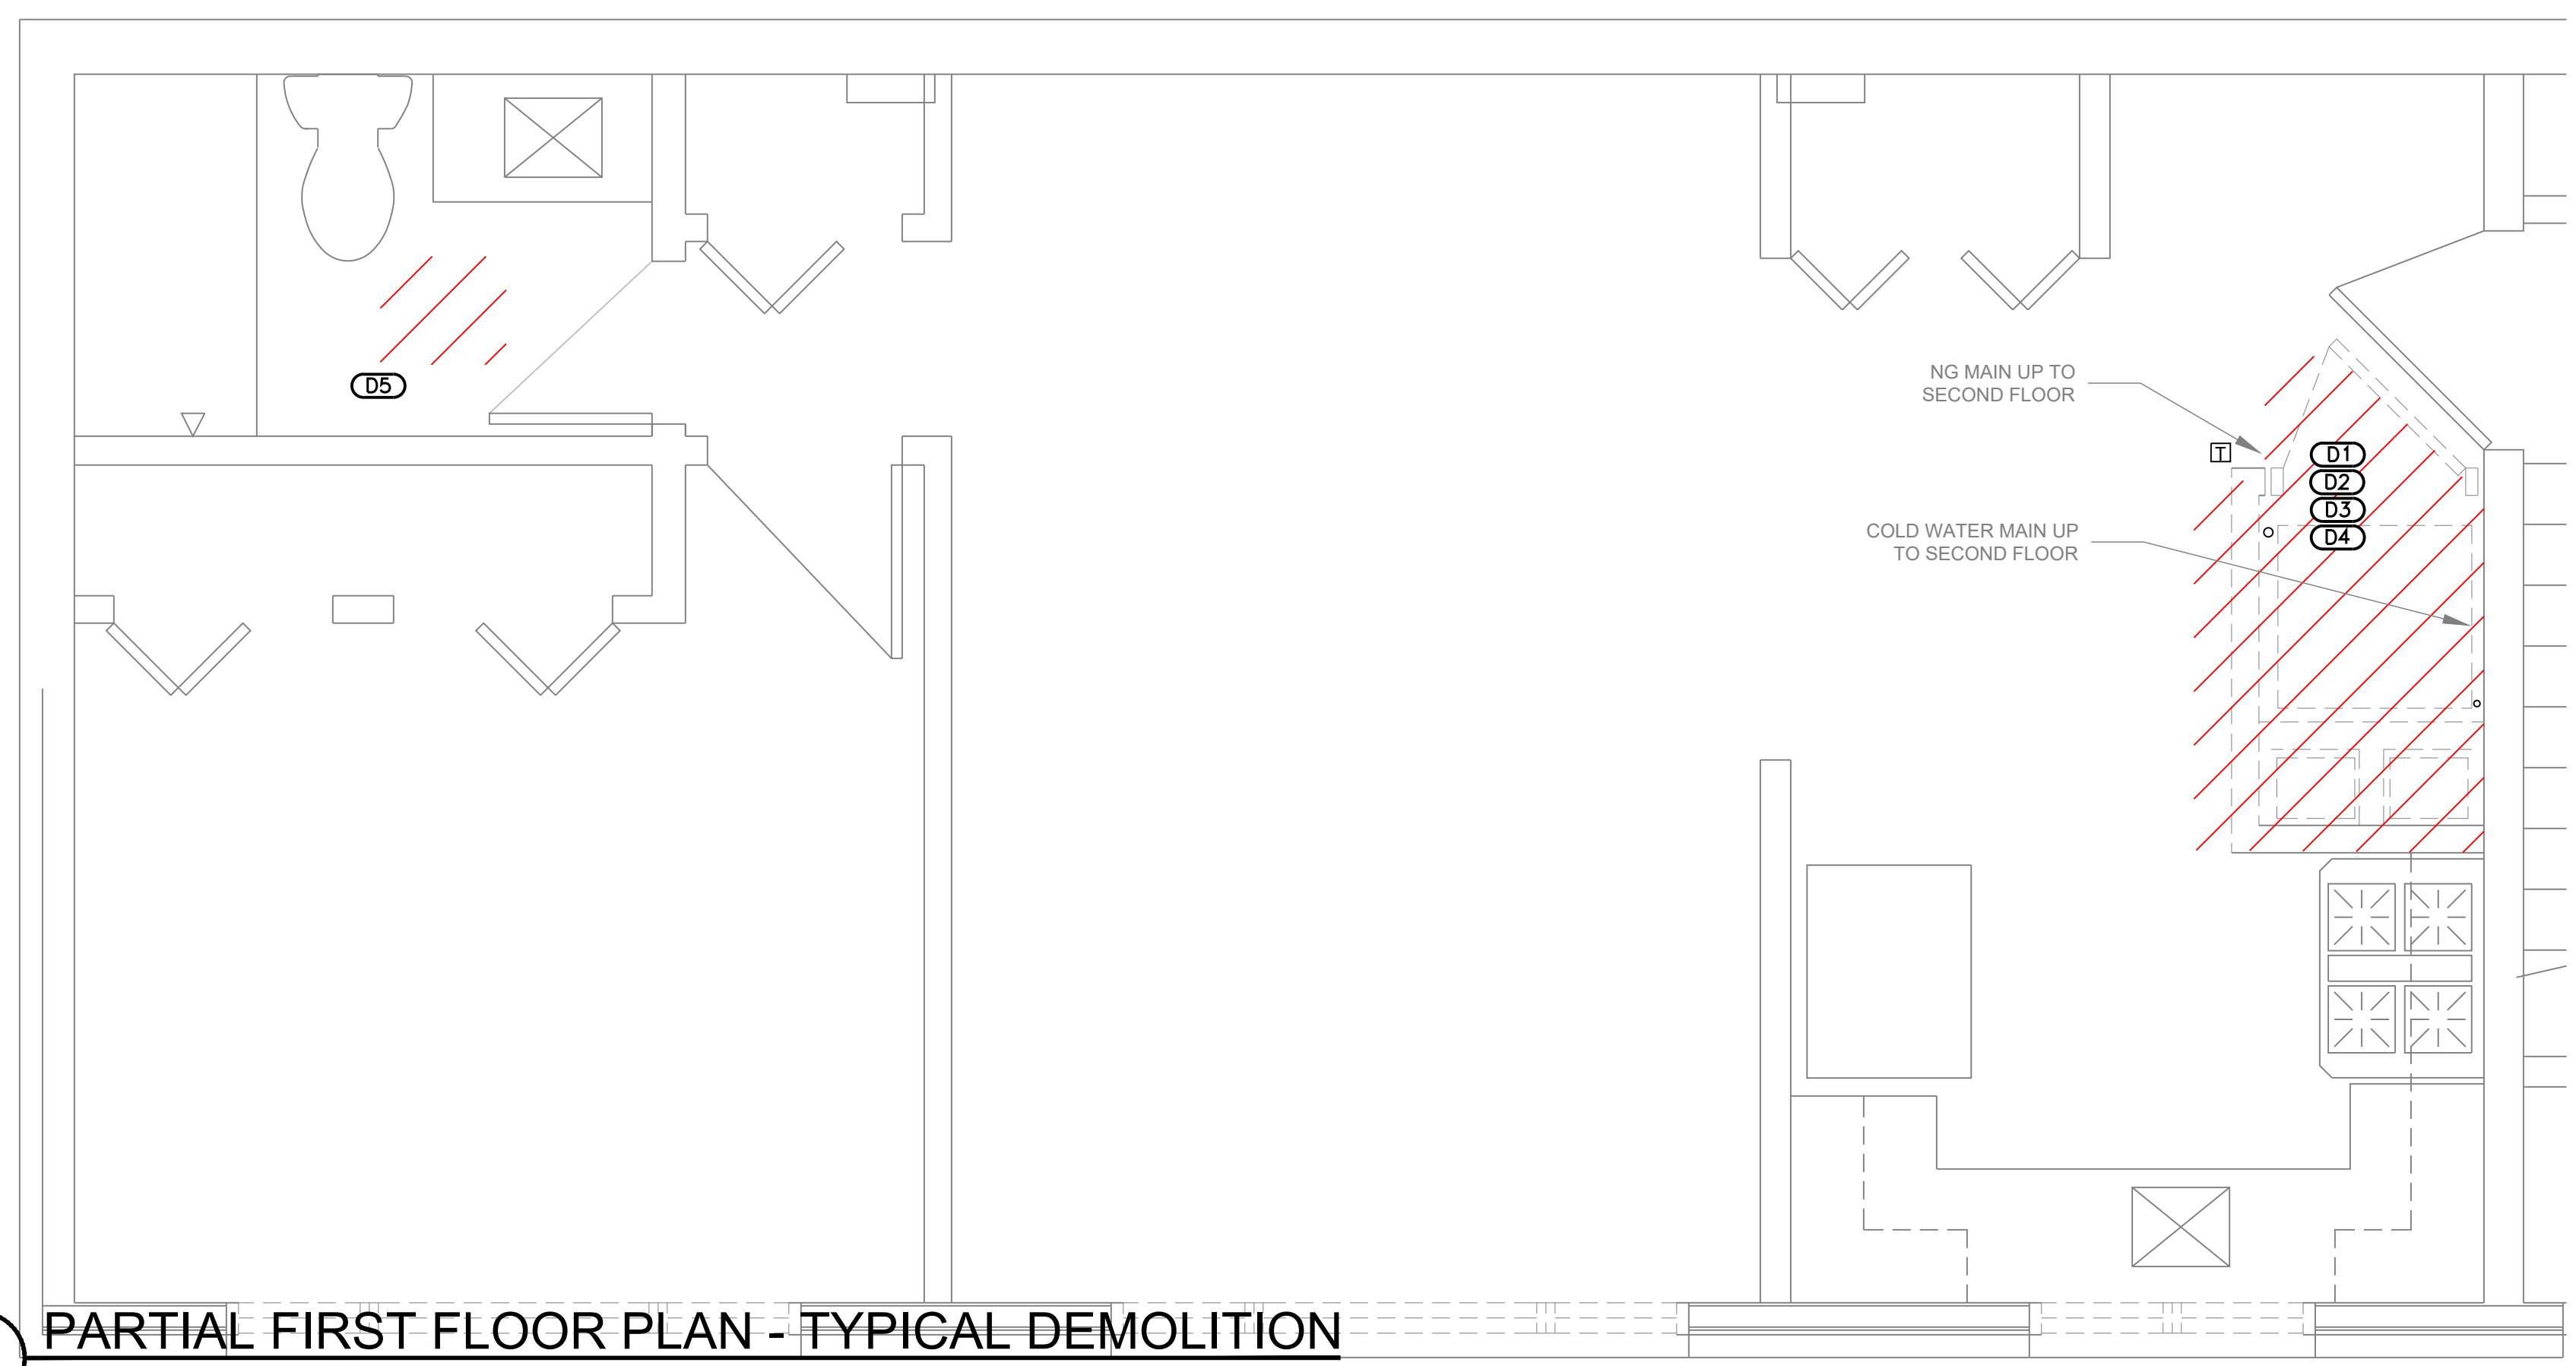 D5
NG MAIN UP TO
SECOND FLOOR
T
D1
D2
D3
D4
COLD WATER MAIN UP
TO SECOND FLOOR
PARTIAL FIRST FLOOR PLAN - TYPICAL DEMOLITION